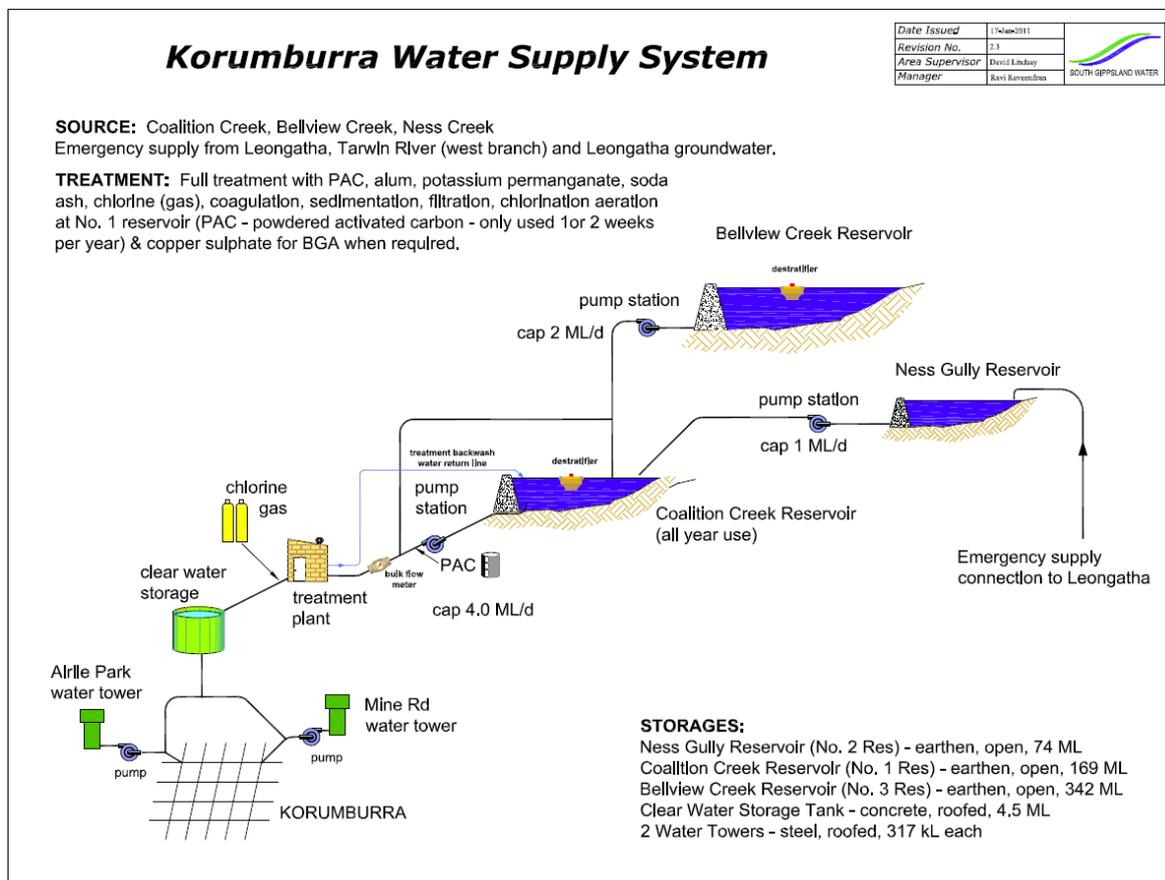 Korumburra Water Supply System
Date Issued 17-Jan-2011
Revision No. 2.3
Area Supervisor David Lindsay
Manager Ravi Raveendran
SOUTH GIPPSLAND WATER
SOURCE: Coalition Creek, Bellview Creek, Ness Creek
Emergency supply from Leongatha, Tarwin River (west branch) and Leongatha groundwater.
TREATMENT: Full treatment with PAC, alum, potassium permanganate, soda
ash, chlorine (gas), coagulation, sedimentation, filtration, chlorination aeration
at No. 1 reservoir (PAC - powdered activated carbon - only used 1or 2 weeks
per year) & copper sulphate for BGA when required.
Bellview Creek Reservoir
destratifier
pump station
cap 2 ML/d
Ness Gully Reservoir
pump station
cap 1 ML/d
treatment backwash
water return line
destratifier
pump
station
Coalition Creek Reservoir
(all year use)
Emergency supply
connection to Leongatha
chlorine
gas
PAC
bulk flow
meter
cap 4.0 ML/d
clear water
storage
treatment
plant
Airlie Park
water tower
pump
Mine Rd
water tower
pump
KORUMBURRA
STORAGES:
Ness Gully Reservoir (No. 2 Res) - earthen, open, 74 ML
Coalition Creek Reservoir (No. 1 Res) - earthen, open, 169 ML
Bellview Creek Reservoir (No. 3 Res) - earthen, open, 342 ML
Clear Water Storage Tank - concrete, roofed, 4.5 ML
2 Water Towers - steel, roofed, 317 kL each